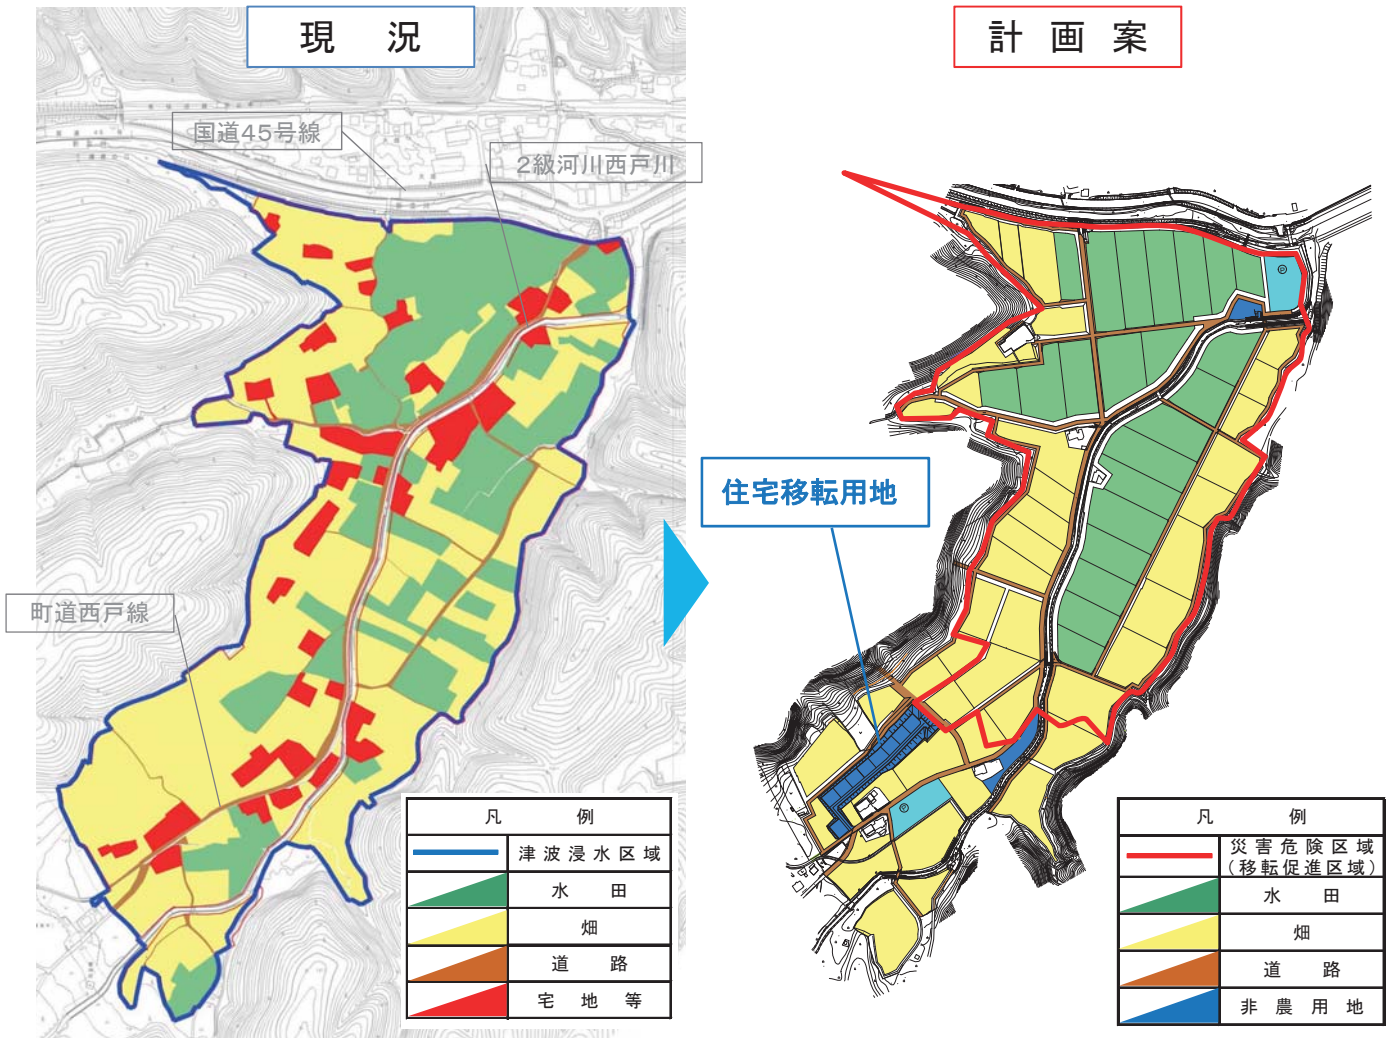 現況
計画案
国道45号線
2級河川西戸川
住宅移転用地
町道西戸線
凡例
津波浸水区域
水田
畑
道路
宅地等
凡例
災害危険区域
(移転促進区域)
水田
畑
道路
非農用地